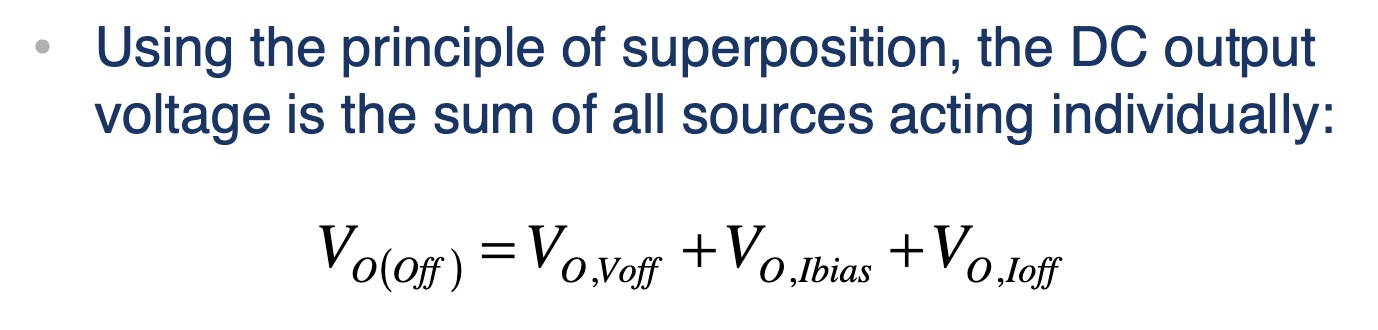 • Using the principle of superposition, the DC output
voltage is the sum of all sources acting individually:
V_{O(Off)} = V_{O,Voff} + V_{O,Ibias} + V_{O,Ioff}